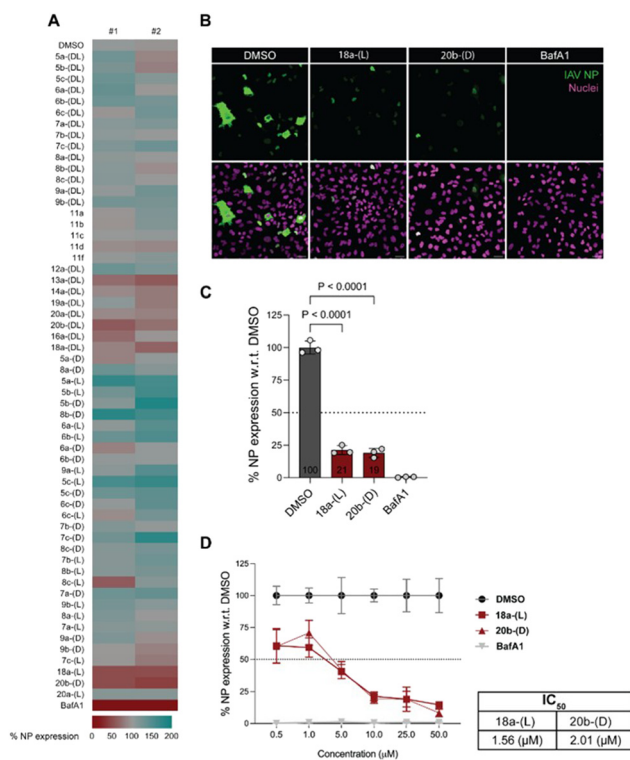 A
#1 #2
DMSO
5a-(DL)
5b-(DL)
5c-(DL)
6a-(DL)
6b-(DL)
6c-(DL)
7a-(DL)
7b-(DL)
7c-(DL)
8a-(DL)
8b-(DL)
8c-(DL)
9a-(DL)
9b-(DL)
11a
11b
11c
11d
11f
12a-(DL)
13a-(DL)
14a-(DL)
19a-(DL)
20a-(DL)
20b-(DL)
16a-(DL)
18a-(DL)
5a-(D)
8a-(D)
5a-(L)
5b-(L)
5b-(D)
8b-(D)
6a-(L)
6b-(L)
6a-(D)
6b-(D)
9a-(L)
5c-(L)
5c-(D)
6c-(D)
6c-(L)
7b-(D)
7c-(D)
8c-(D)
7b-(L)
8b-(L)
8c-(L)
7a-(D)
9b-(L)
8a-(L)
7a-(L)
9a-(D)
9b-(D)
7c-(L)
18a-(L)
20b-(D)
20a-(L)
BafA1
% NP expression
0 50 100 150 200
B
DMSO 18a-(L) 20b-(D) BafA1
IAV NP
Nuclei
C
% NP expression w.r.t. DMSO
P < 0.0001
P < 0.0001
100
75
50
25
0
100 21 19
DMSO 18a-(L) 20b-(D) BafA1
D
% NP expression w.r.t. DMSO
125
100
75
50
25
0
0.5 1.0 5.0 10.0 25.0 50.0
Concentration (μM)
DMSO
18a-(L)
20b-(D)
BafA1
IC50
18a-(L) 20b-(D)
1.56 (μM) 2.01 (μM)